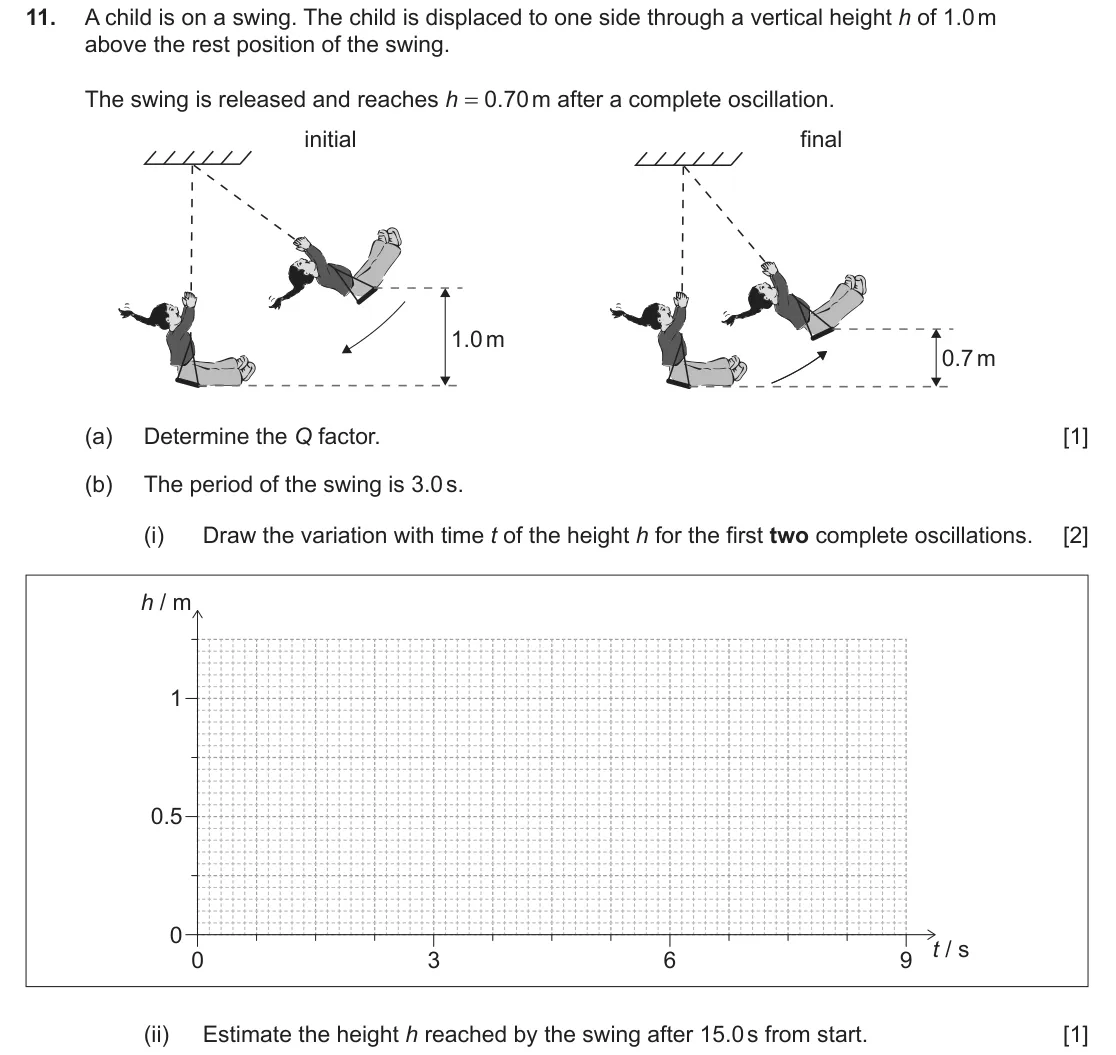 11. A child is on a swing. The child is displaced to one side through a vertical height h of 1.0 m
above the rest position of the swing.
The swing is released and reaches h = 0.70 m after a complete oscillation.
initial
final
1.0 m
0.7 m
(a) Determine the Q factor. [1]
(b) The period of the swing is 3.0 s.
(i) Draw the variation with time t of the height h for the first two complete oscillations. [2]
h / m
1
0.5
0
0 3 6 9
t / s
(ii) Estimate the height h reached by the swing after 15.0 s from start. [1]